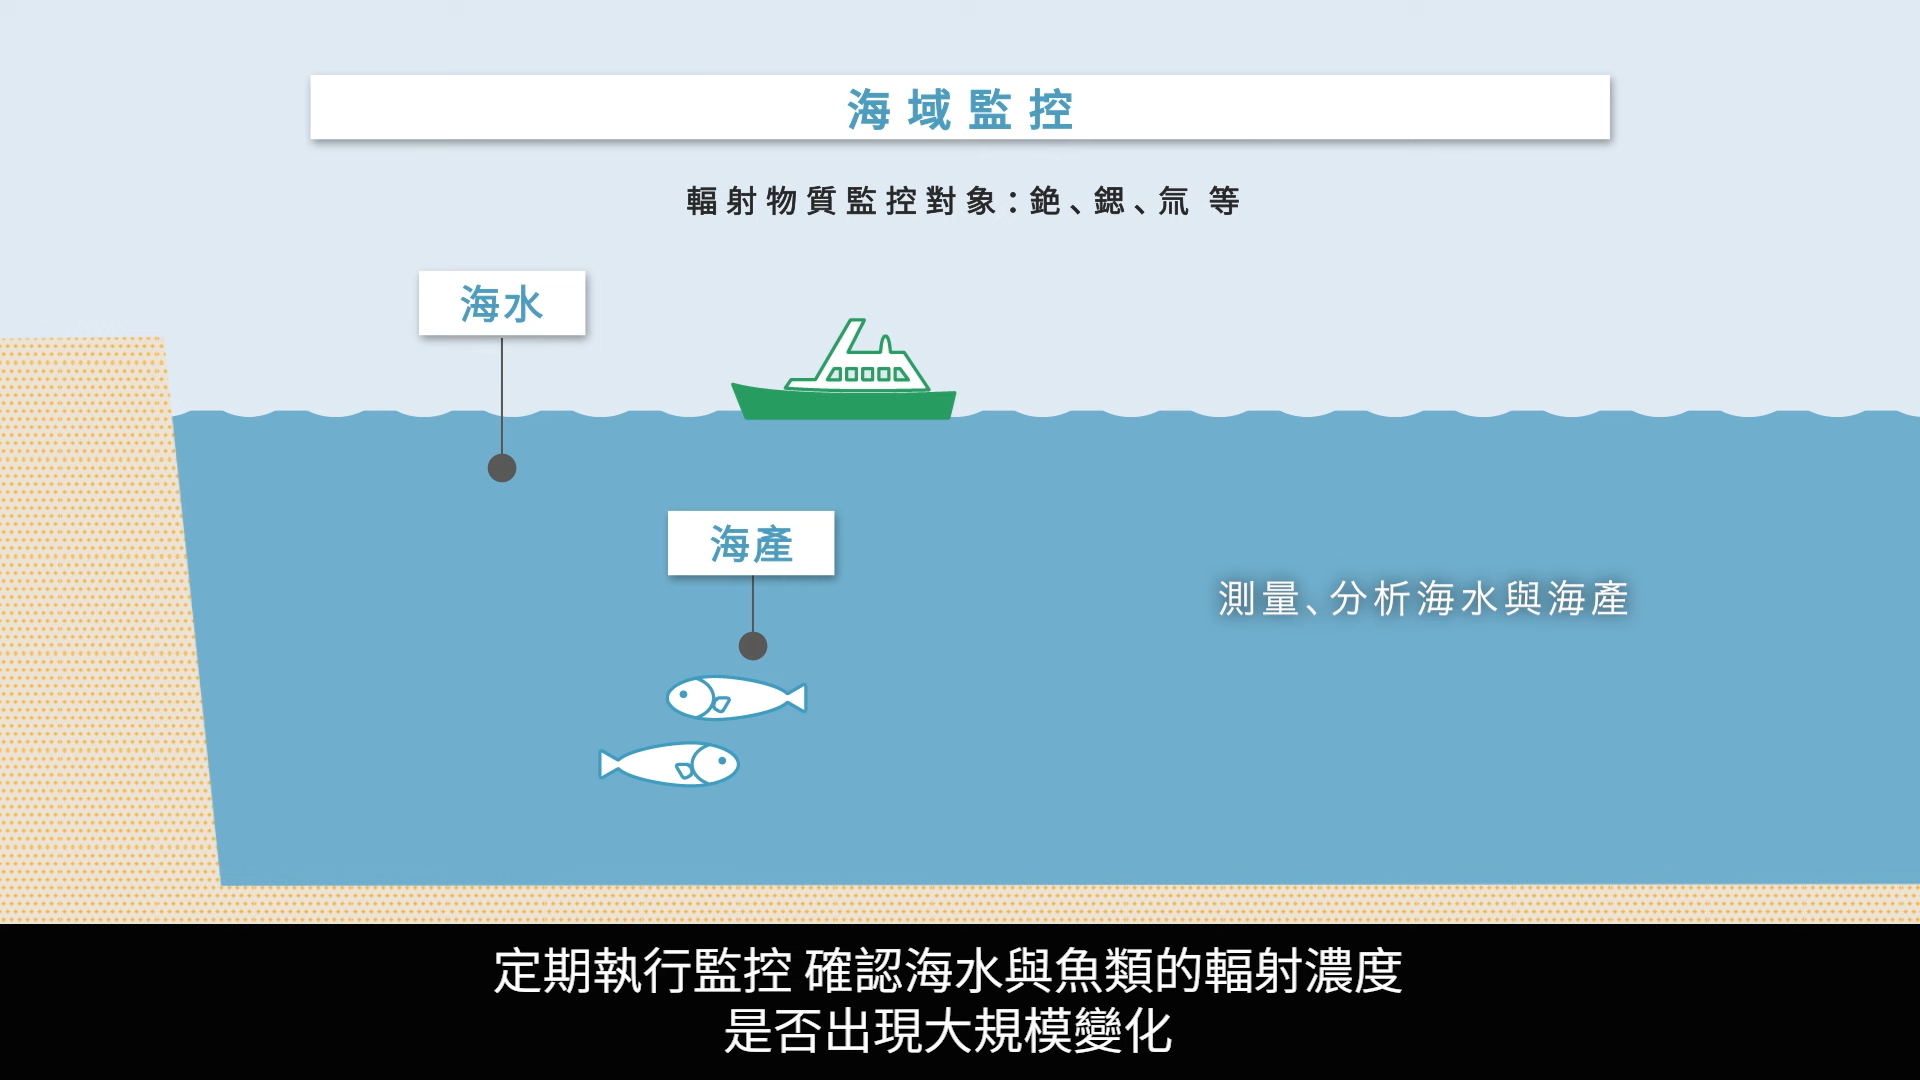 海域監控
輻射物質監控對象：銫、鍶、氚 等
海水
海產
測量、分析海水與海產
定期執行監控 確認海水與魚類的輻射濃度
是否出現大規模變化